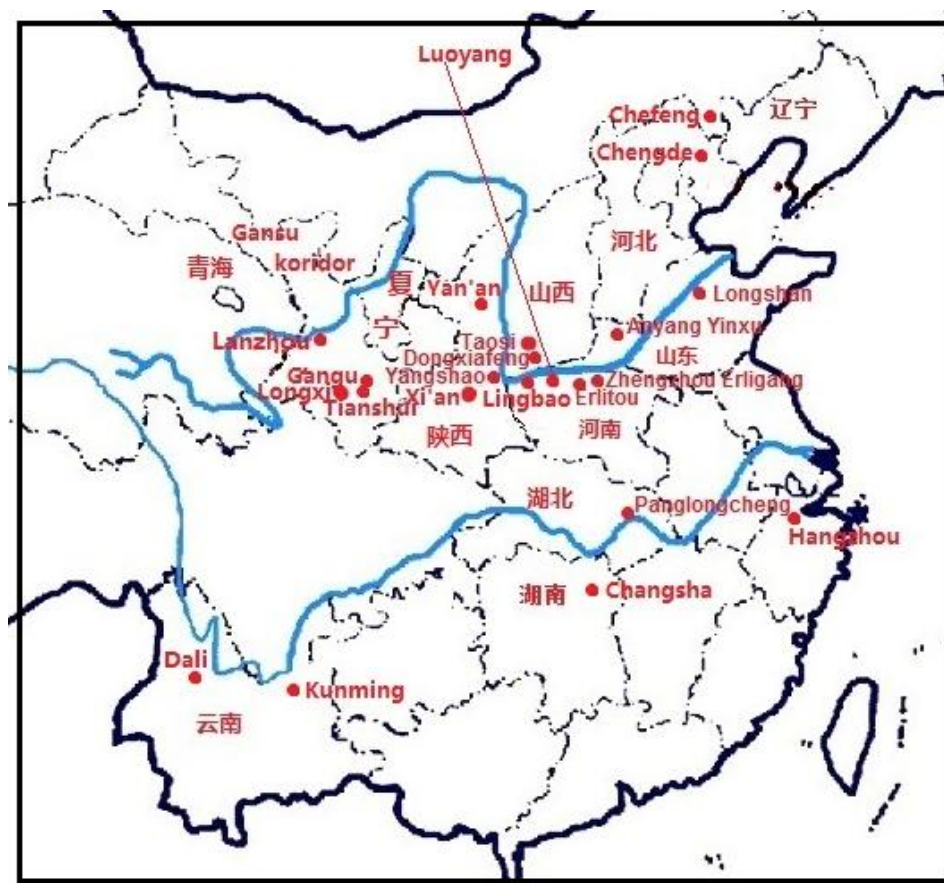 Luoyang
辽宁
Chefeng
Chengde
Gansu
koridor
青海
河北
夏
宁
Yan'an
山西
Longshan
Lanzhou
Taosi
Anyang Yinxu
Dongxiafeng
山东
Gangu
Yangshao
Zhengzhou Erligang
Longxi
Tianshui
Xi'an
Lingbao
Erlitou
陕西
河南
湖北
Panglongcheng
Hangzhou
湖南
Changsha
Dali
Kunming
云南